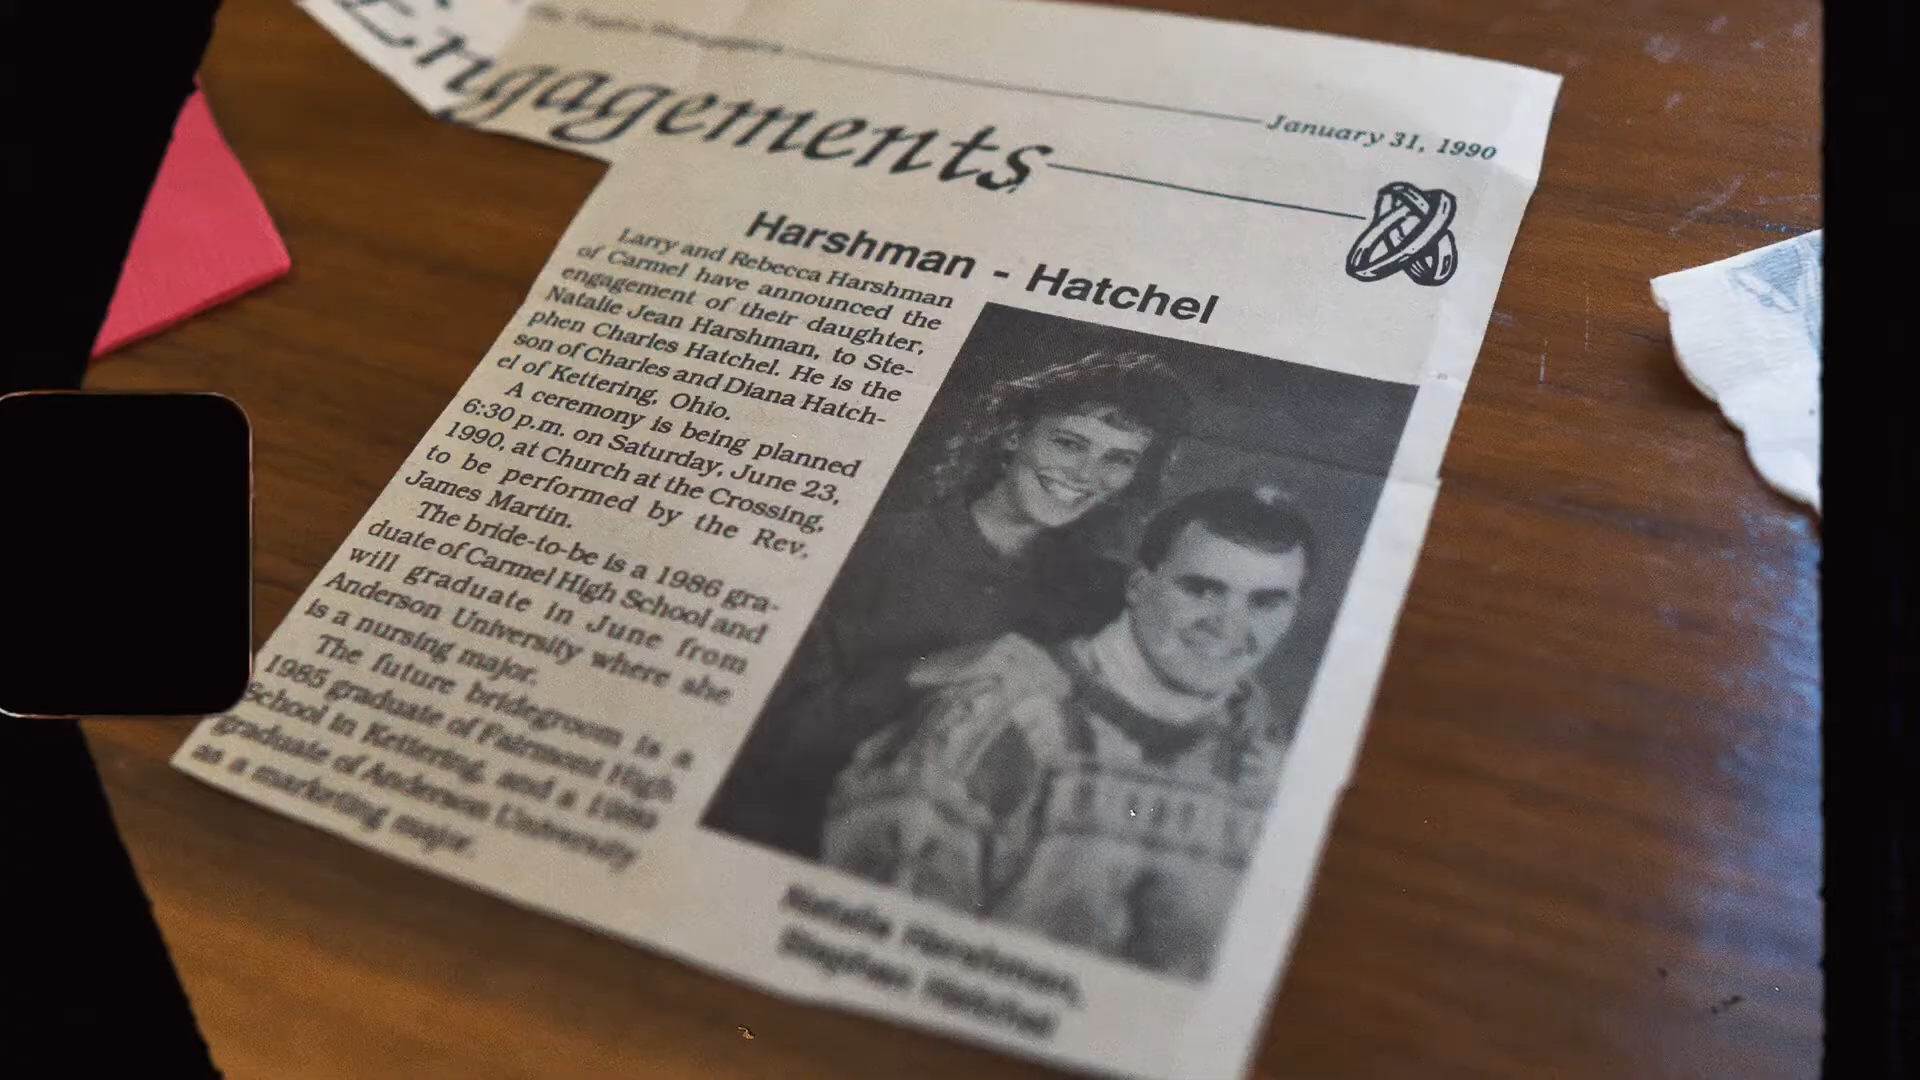 Engagements
January 31, 1990
Harshman - Hatchel
Larry and Rebecca Harshman
of Carmel have announced the
engagement of their daughter,
Natalie Jean Harshman, to Ste-
phen Charles Hatchel. He is the
son of Charles and Diana Hatch-
el of Kettering, Ohio.
A ceremony is being planned
6:30 p.m. on Saturday, June 23,
1990, at Church at the Crossing,
to be performed by the Rev.
James Martin.
The bride-to-be is a 1986 gra-
duate of Carmel High School and
will graduate in June from
Anderson University where she
is a nursing major.
The future bridegroom is a
1985 graduate of Fairmont High
School in Kettering, and a 1989
graduate of Anderson University
as a marketing major.
Natalie Harshman,
Stephen Hatchel